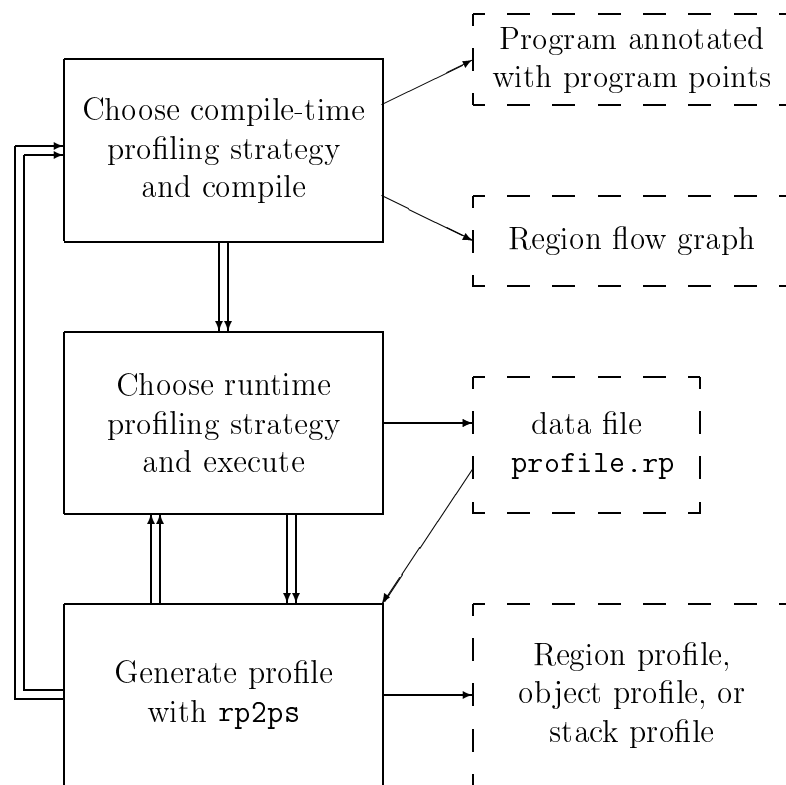 Program annotated
with program points
Choose compile-time
profiling strategy
and compile
Region flow graph
Choose runtime
profiling strategy
and execute
data file
profile.rp
Generate profile
with rp2ps
Region profile,
object profile, or
stack profile